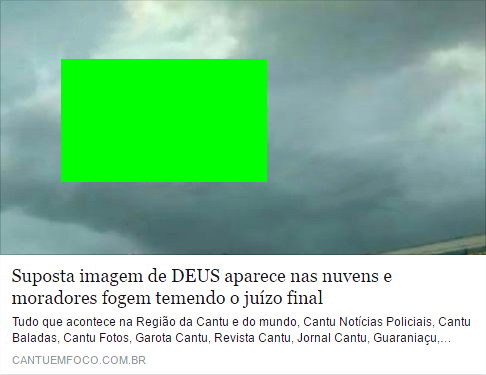 Suposta imagem de DEUS aparece nas nuvens e
moradores fogem temendo o juízo final
Tudo que acontece na Região da Cantu e do mundo, Cantu Notícias Policiais, Cantu
Baladas, Cantu Fotos, Garota Cantu, Revista Cantu, Jornal Cantu, Guaraniaçu,...
CANTUEMFOCO.COM.BR